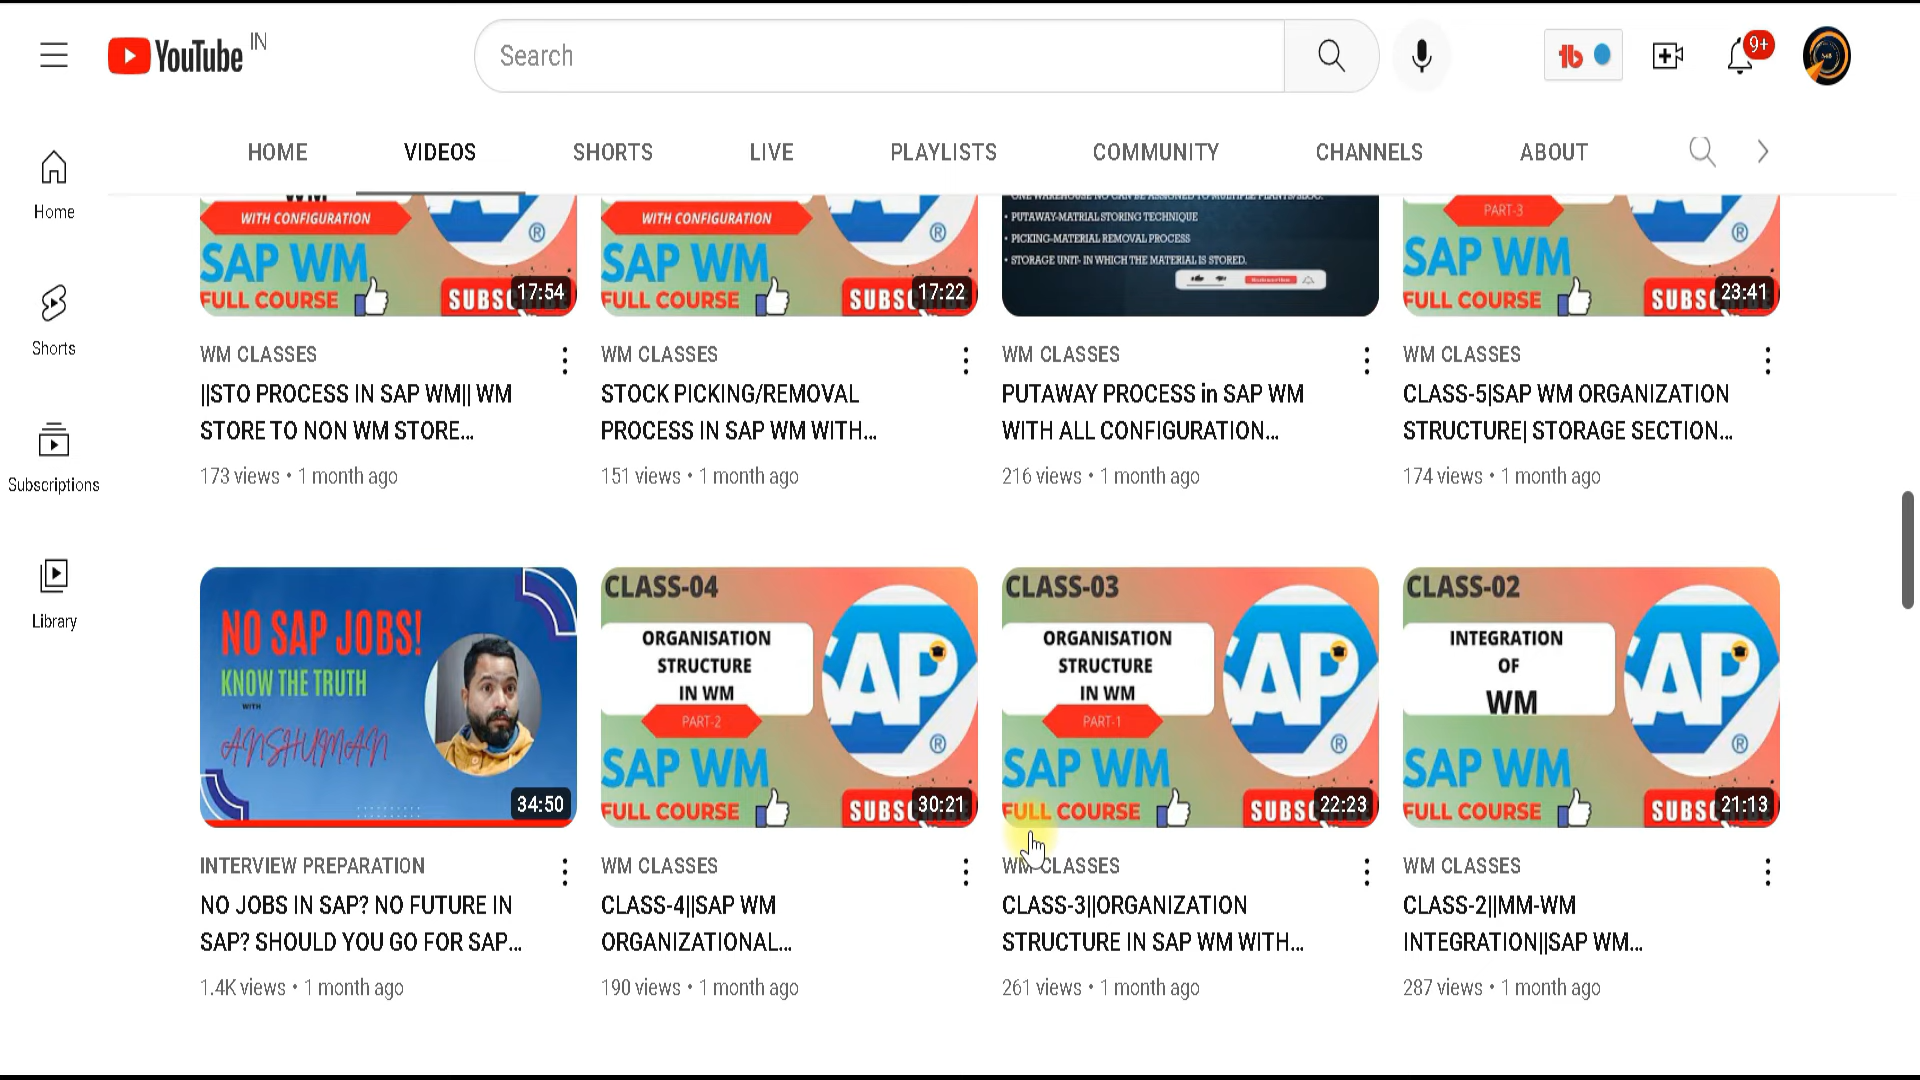 YouTube IN
Search
9+
HOME VIDEOS SHORTS LIVE PLAYLISTS COMMUNITY CHANNELS ABOUT
Home
Shorts
Subscriptions
Library
WITH CONFIGURATION
SAP WM
FULL COURSE
17:54
WM CLASSES
||STO PROCESS IN SAP WM|| WM
STORE TO NON WM STORE...
173 views • 1 month ago
WITH CONFIGURATION
SAP WM
FULL COURSE
17:22
WM CLASSES
STOCK PICKING/REMOVAL
PROCESS IN SAP WM WITH...
151 views • 1 month ago
• PUTAWAY-MATRIAL STORING TECHNIQUE
• PICKING-MATERIAL REMOVAL PROCESS
• STORAGE UNIT- IN WHICH THE MATERIAL IS STORED.
WM CLASSES
PUTAWAY PROCESS in SAP WM
WITH ALL CONFIGURATION...
216 views • 1 month ago
PART-3
SAP WM
FULL COURSE
23:41
WM CLASSES
CLASS-5|SAP WM ORGANIZATION
STRUCTURE| STORAGE SECTION...
174 views • 1 month ago
NO SAP JOBS!
KNOW THE TRUTH
WITH
ANSHUMAN
34:50
INTERVIEW PREPARATION
NO JOBS IN SAP? NO FUTURE IN
SAP? SHOULD YOU GO FOR SAP...
1.4K views • 1 month ago
CLASS-04
ORGANISATION
STRUCTURE
IN WM
PART-2
SAP
SAP WM
FULL COURSE
30:21
WM CLASSES
CLASS-4||SAP WM
ORGANIZATIONAL...
190 views • 1 month ago
CLASS-03
ORGANISATION
STRUCTURE
IN WM
PART-1
SAP
SAP WM
FULL COURSE
22:23
WM CLASSES
CLASS-3||ORGANIZATION
STRUCTURE IN SAP WM WITH...
261 views • 1 month ago
CLASS-02
INTEGRATION
OF
WM
SAP
SAP WM
FULL COURSE
21:13
WM CLASSES
CLASS-2||MM-WM
INTEGRATION||SAP WM...
287 views • 1 month ago